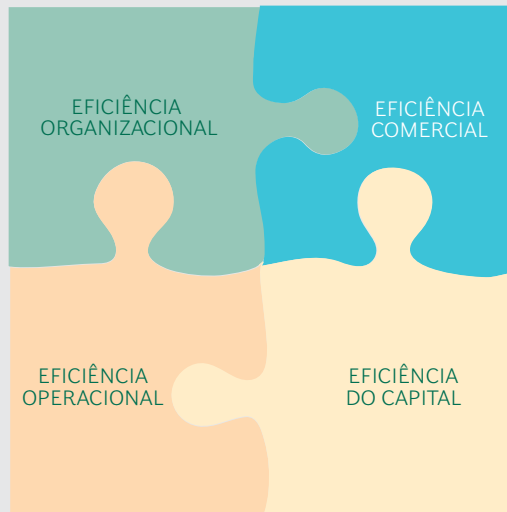 EFICIÊNCIA
ORGANIZACIONAL
EFICIÊNCIA
COMERCIAL
EFICIÊNCIA
OPERACIONAL
EFICIÊNCIA
DO CAPITAL